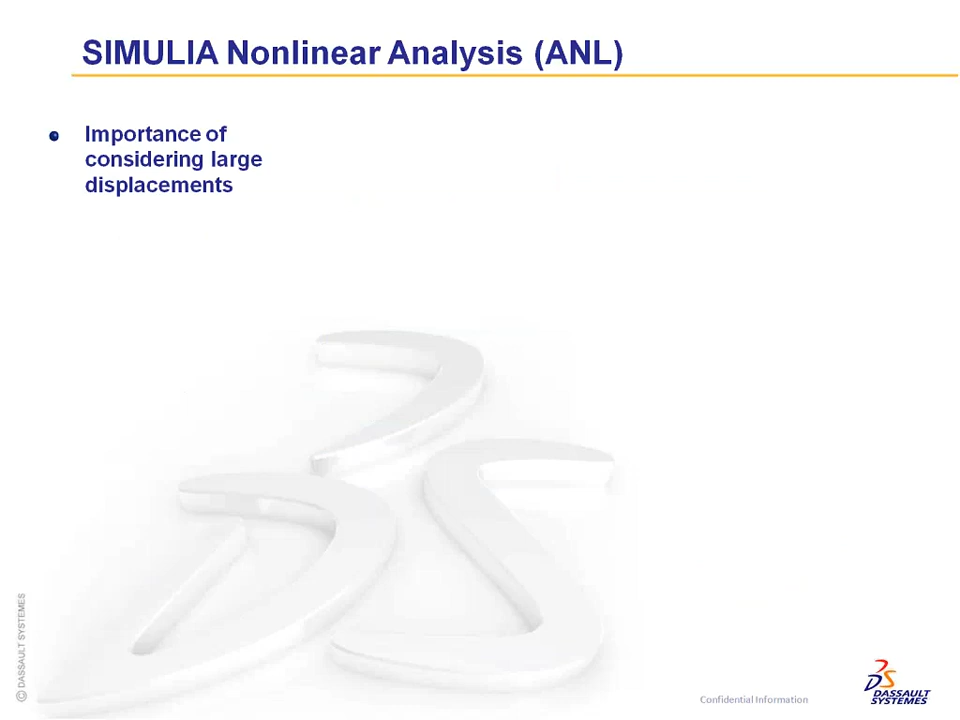 SIMULIA Nonlinear Analysis (ANL)
Importance of
considering large
displacements
© DASSAULT SYSTEMES
Confidential Information
DASSAULT
SYSTEMES